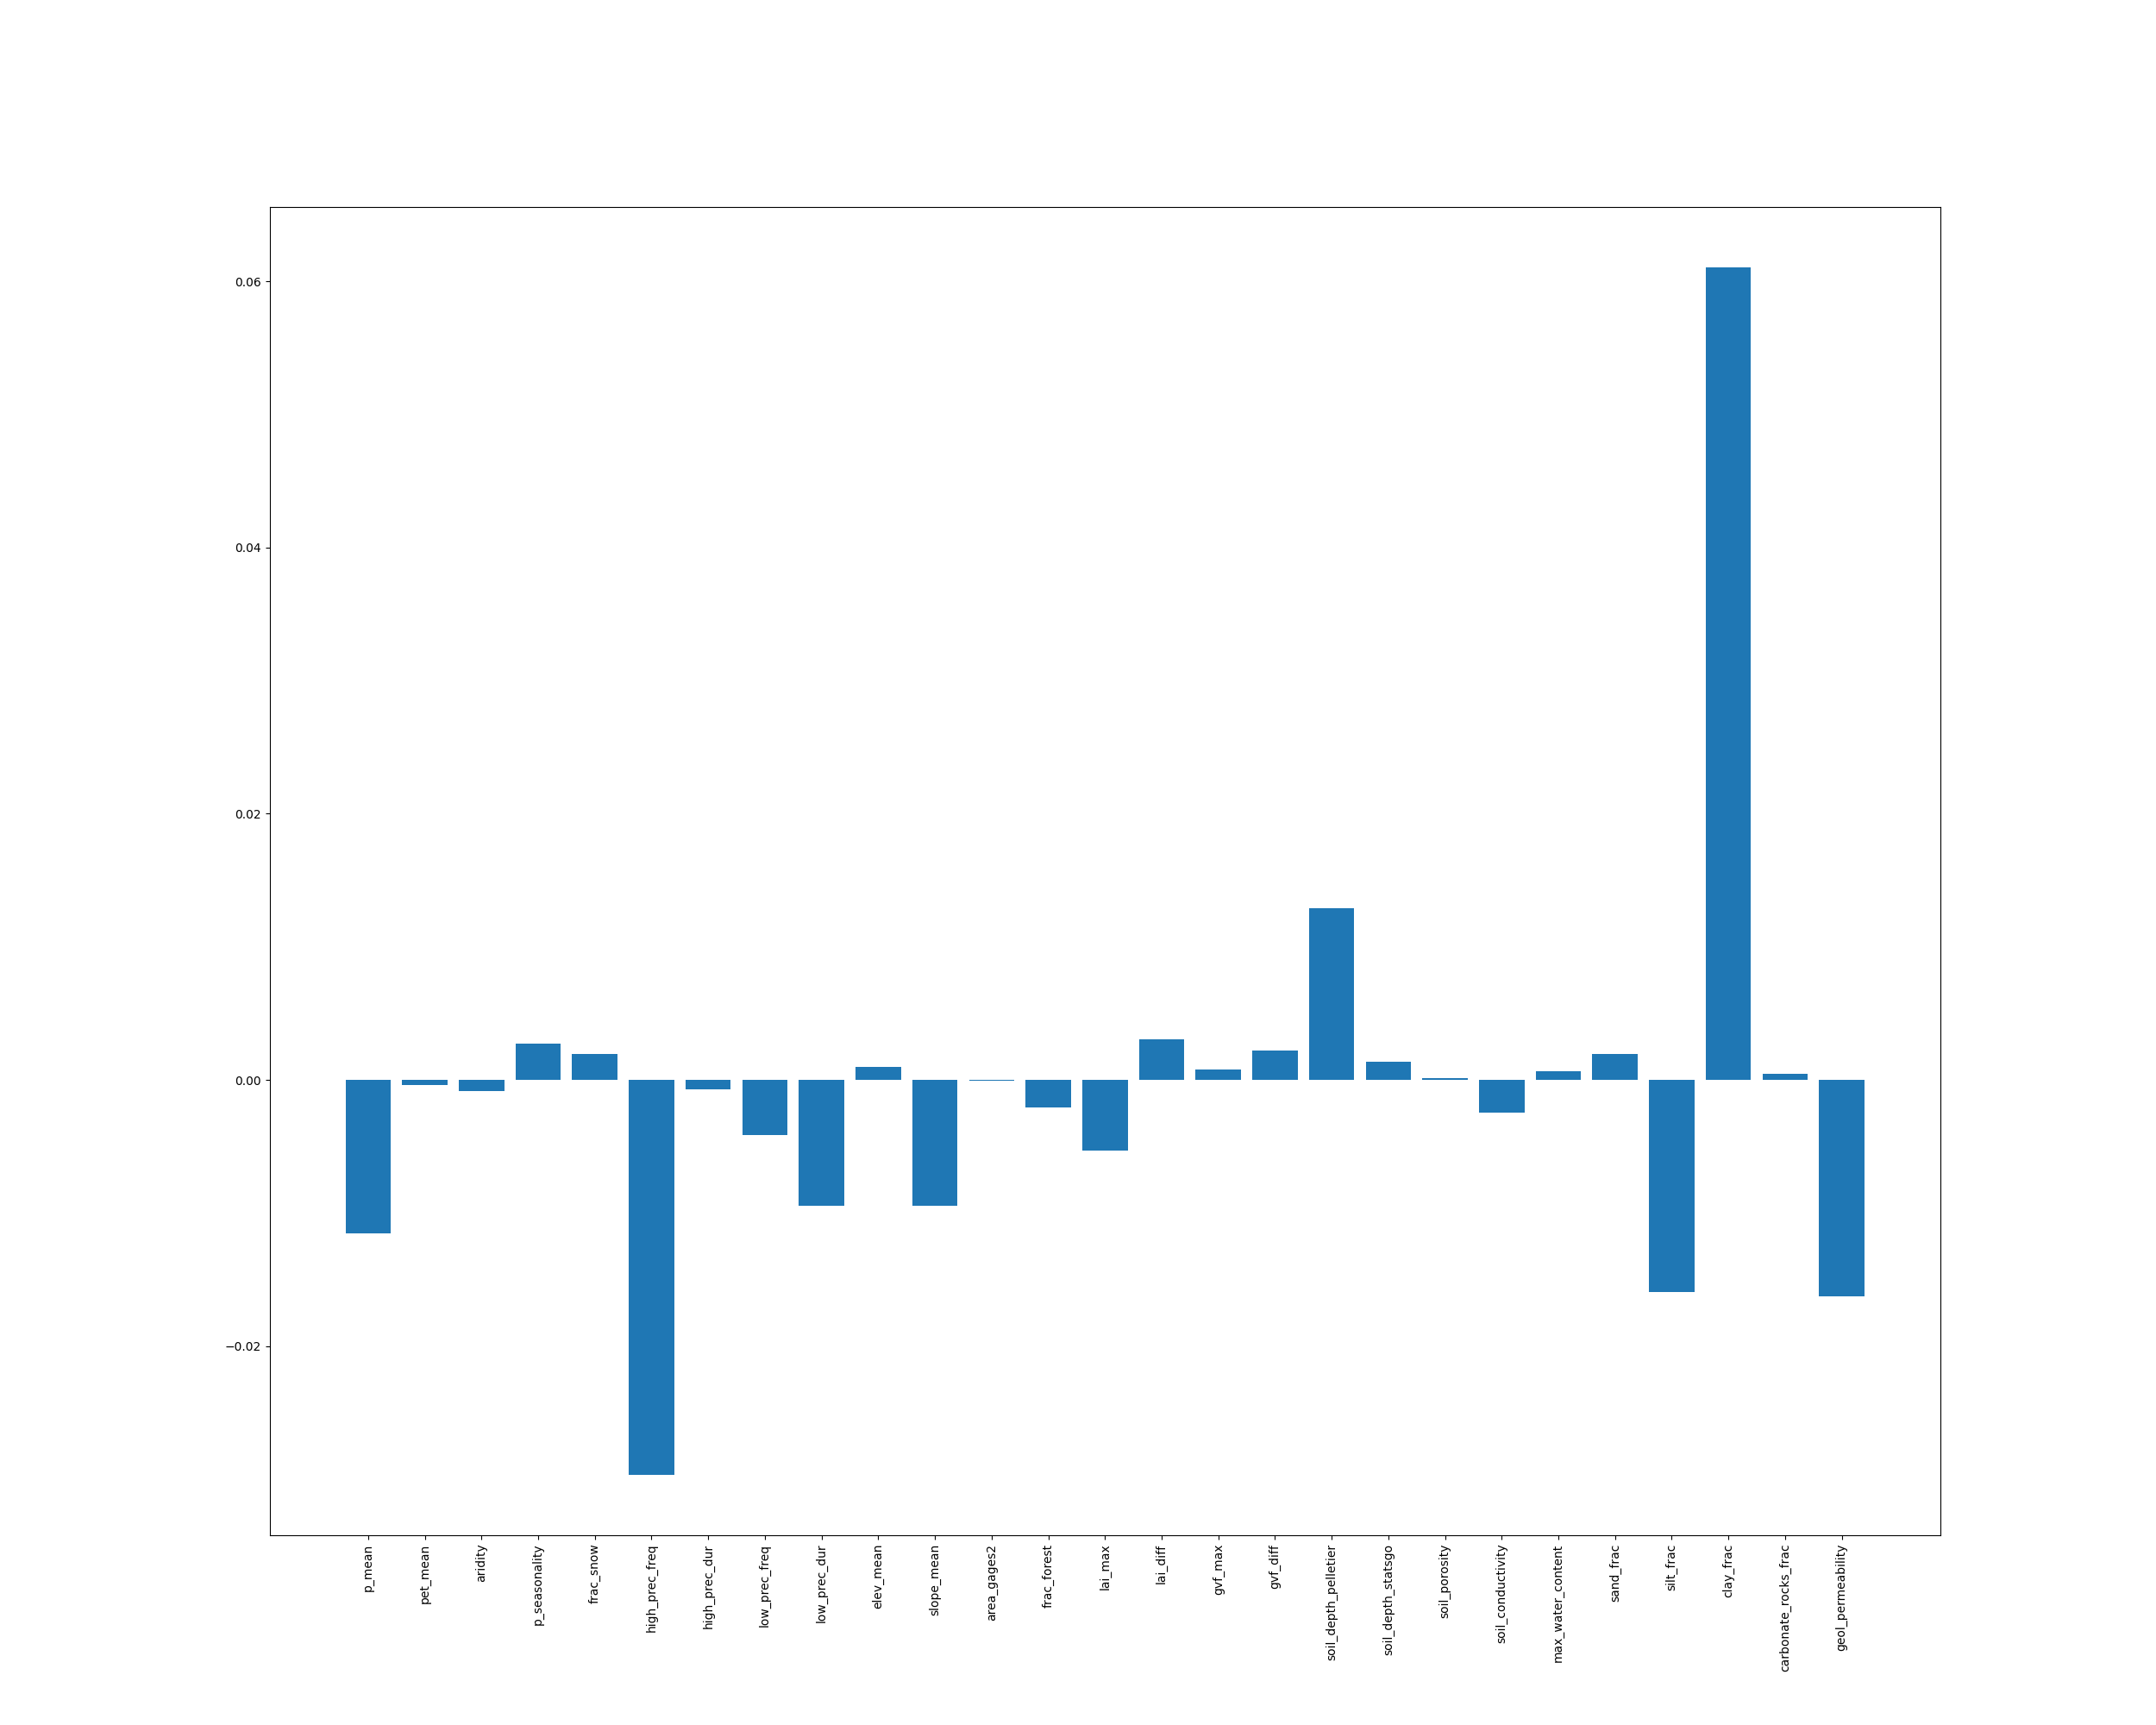 0.06
0.04
0.02
0.00
−0.02
p_mean
pet_mean
aridity
p_seasonality
frac_snow
high_prec_freq
high_prec_dur
low_prec_freq
low_prec_dur
elev_mean
slope_mean
area_gages2
frac_forest
lai_max
lai_diff
gvf_max
gvf_diff
soil_depth_pelletier
soil_depth_statsgo
soil_porosity
soil_conductivity
max_water_content
sand_frac
silt_frac
clay_frac
carbonate_rocks_frac
geol_permeability